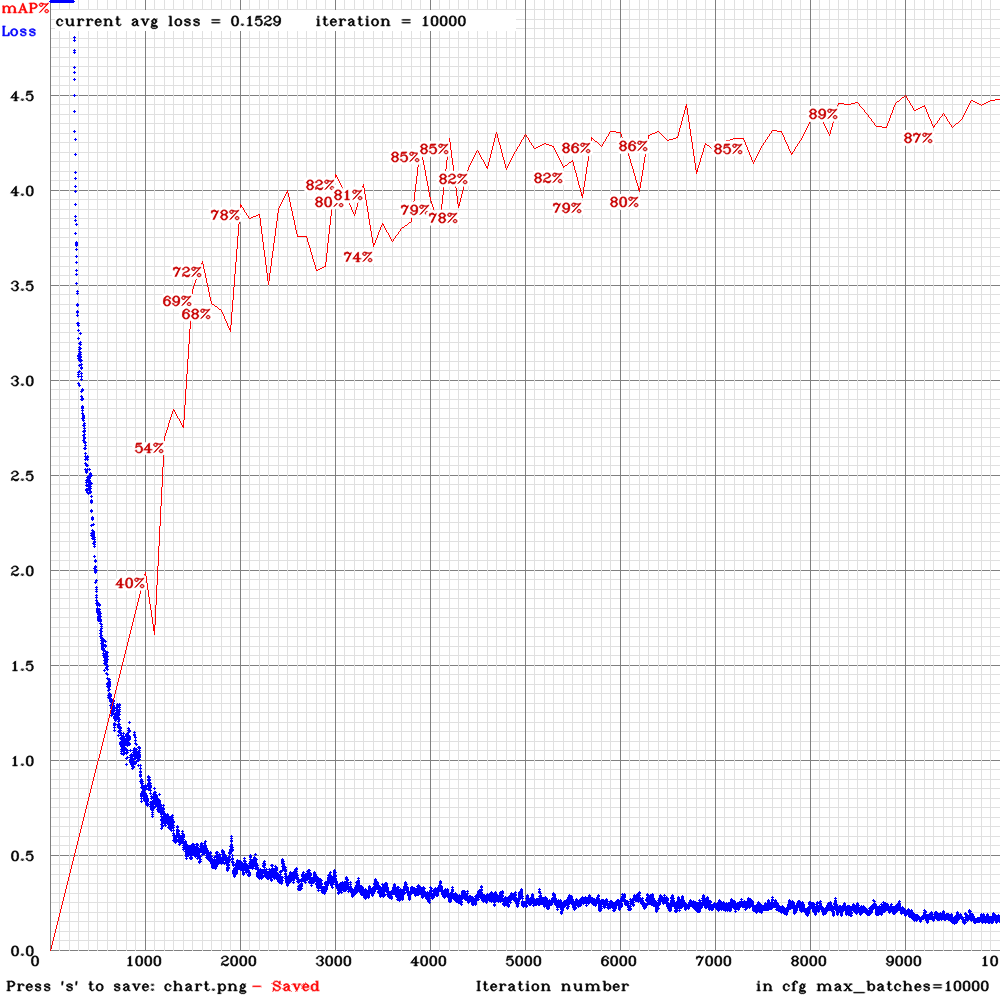 mAP%
current avg loss = 0.1529 iteration = 10000
Loss
4.5
89%
87%
85% 85% 86% 86% 85%
4.0
82% 81% 82% 82%
80% 79% 78% 79% 80%
78%
74%
72%
3.5
69%
68%
3.0
54%
2.5
2.0
40%
1.5
1.0
0.5
0.0
0 1000 2000 3000 4000 5000 6000 7000 8000 9000 10
Press 's' to save: chart.png - Saved Iteration number in cfg max_batches=10000